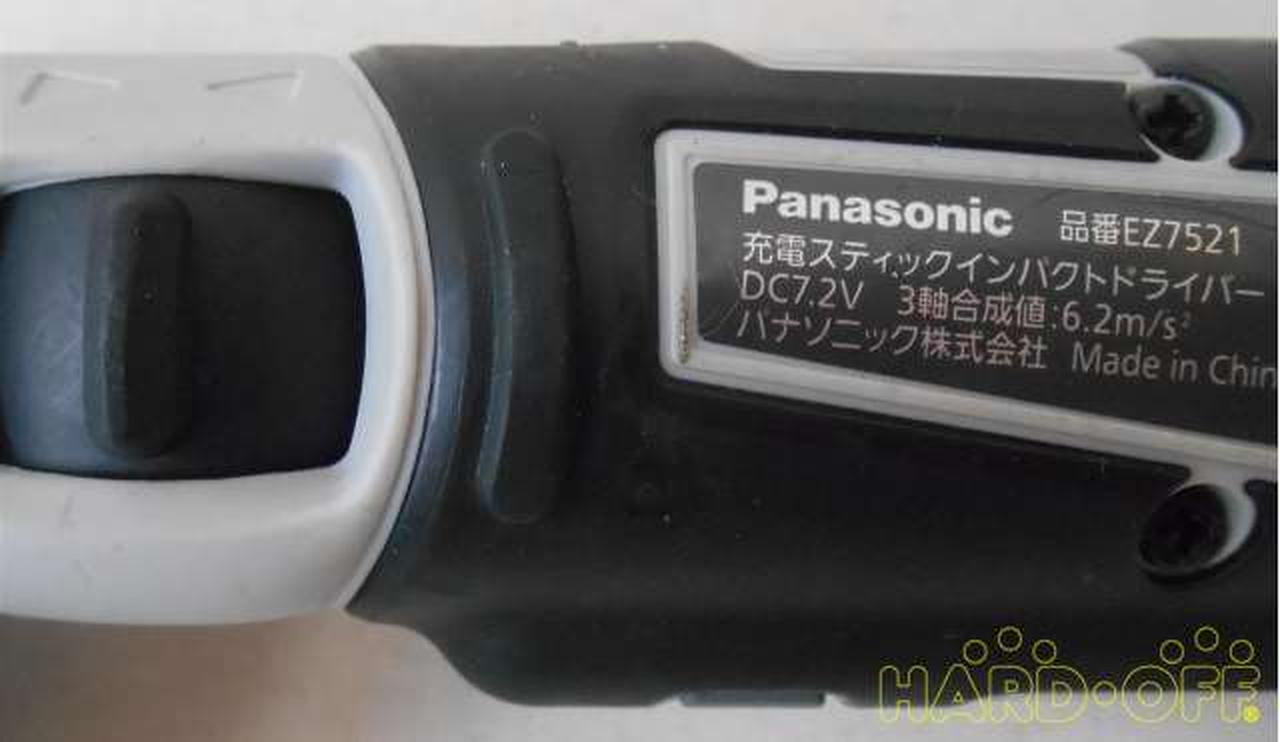 Panasonic 品番EZ7521
充電スティックインパクトドライバー
DC7.2V 3軸合成値:6.2m/s²
パナソニック株式会社 Made in Chin
HARD・OFF